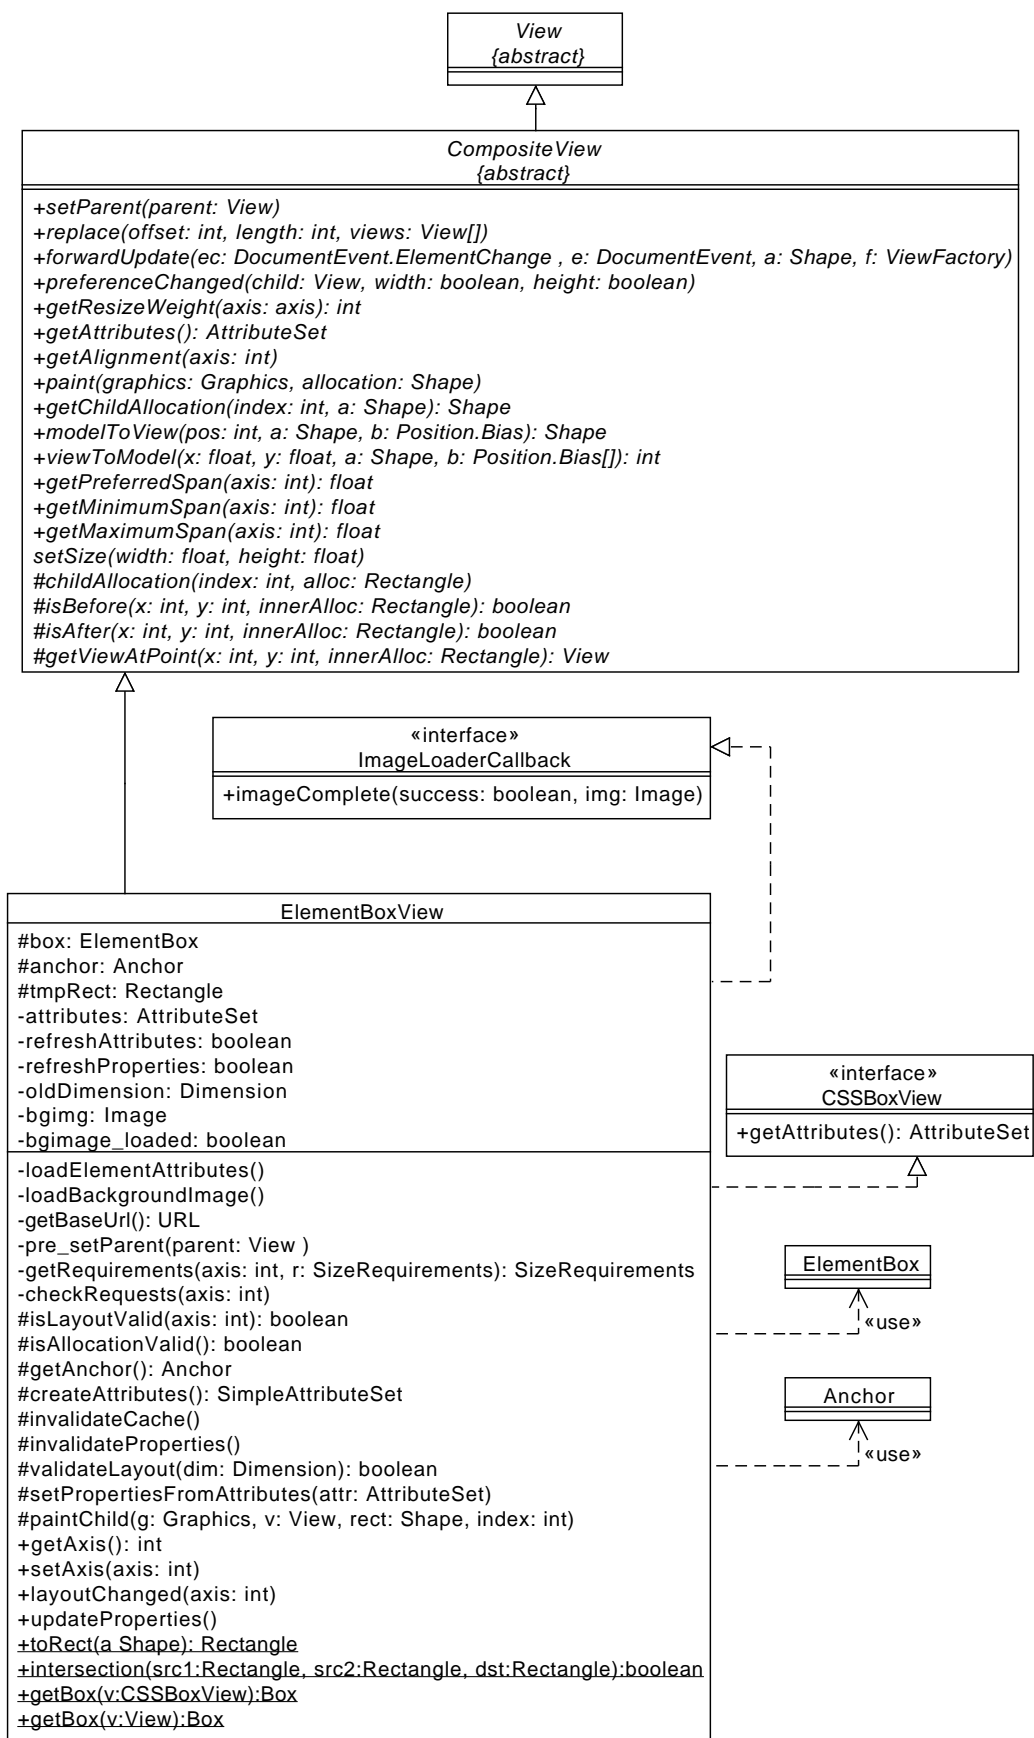 View
{abstract}
CompositeView
{abstract}
+setParent(parent: View)
+replace(offset: int, length: int, views: View[])
+forwardUpdate(ec: DocumentEvent.ElementChange , e: DocumentEvent, a: Shape, f: ViewFactory)
+preferenceChanged(child: View, width: boolean, height: boolean)
+getResizeWeight(axis: axis): int
+getAttributes(): AttributeSet
+getAlignment(axis: int)
+paint(graphics: Graphics, allocation: Shape)
+getChildAllocation(index: int, a: Shape): Shape
+modelToView(pos: int, a: Shape, b: Position.Bias): Shape
+viewToModel(x: float, y: float, a: Shape, b: Position.Bias[]): int
+getPreferredSpan(axis: int): float
+getMinimumSpan(axis: int): float
+getMaximumSpan(axis: int): float
setSize(width: float, height: float)
#childAllocation(index: int, alloc: Rectangle)
#isBefore(x: int, y: int, innerAlloc: Rectangle): boolean
#isAfter(x: int, y: int, innerAlloc: Rectangle): boolean
#getViewAtPoint(x: int, y: int, innerAlloc: Rectangle): View
«interface»
ImageLoaderCallback
+imageComplete(success: boolean, img: Image)
ElementBoxView
#box: ElementBox
#anchor: Anchor
#tmpRect: Rectangle
-attributes: AttributeSet
-refreshAttributes: boolean
-refreshProperties: boolean
-oldDimension: Dimension
-bgimg: Image
-bgimage_loaded: boolean
-loadElementAttributes()
-loadBackgroundImage()
-getBaseUrl(): URL
-pre_setParent(parent: View )
-getRequirements(axis: int, r: SizeRequirements): SizeRequirements
-checkRequests(axis: int)
#isLayoutValid(axis: int): boolean
#isAllocationValid(): boolean
#getAnchor(): Anchor
#createAttributes(): SimpleAttributeSet
#invalidateCache()
#invalidateProperties()
#validateLayout(dim: Dimension): boolean
#setPropertiesFromAttributes(attr: AttributeSet)
#paintChild(g: Graphics, v: View, rect: Shape, index: int)
+getAxis(): int
+setAxis(axis: int)
+layoutChanged(axis: int)
+updateProperties()
+toRect(a Shape): Rectangle
+intersection(src1:Rectangle, src2:Rectangle, dst:Rectangle):boolean
+getBox(v:CSSBoxView):Box
+getBox(v:View):Box
«interface»
CSSBoxView
+getAttributes(): AttributeSet
ElementBox
«use»
Anchor
«use»